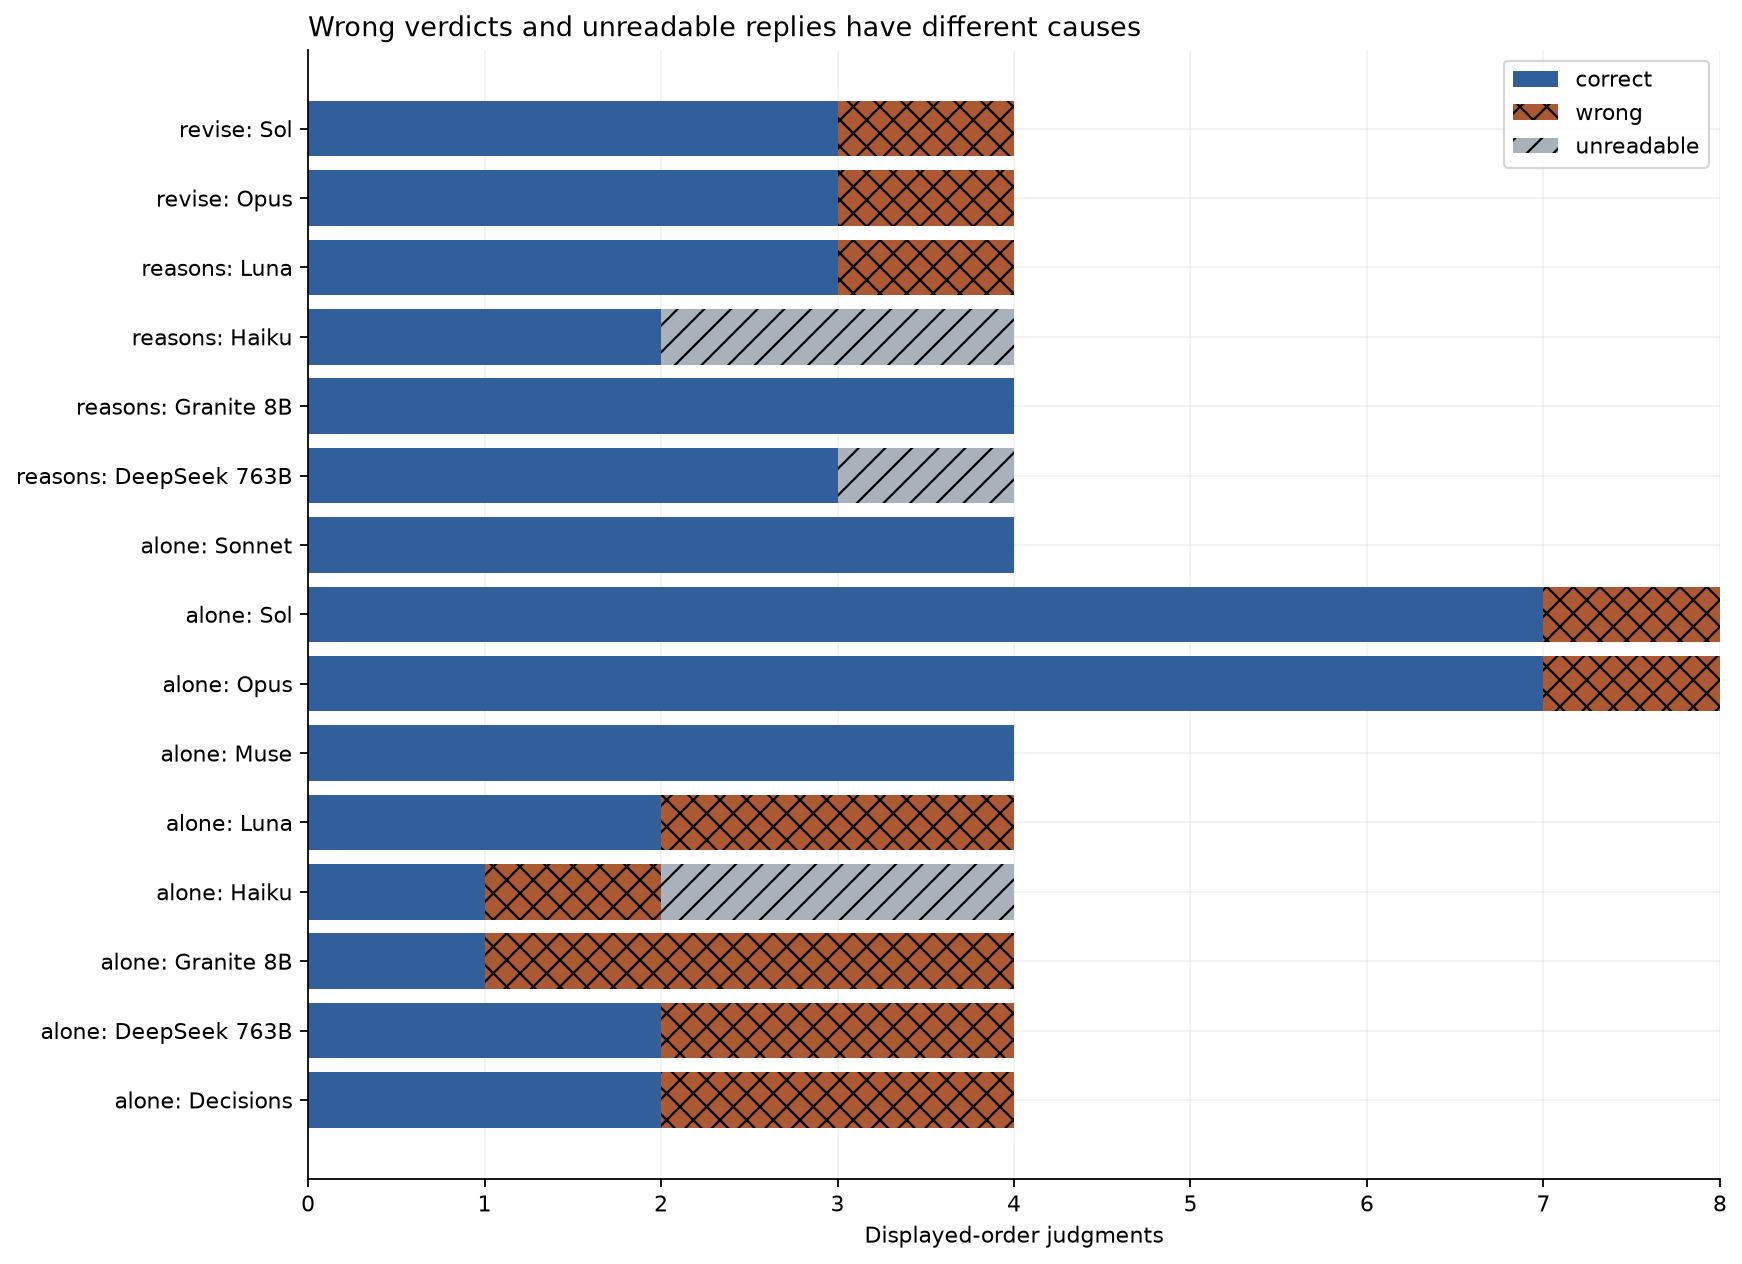 Wrong verdicts and unreadable replies have different causes
correct
wrong
unreadable
revise: Sol
revise: Opus
reasons: Luna
reasons: Haiku
reasons: Granite 8B
reasons: DeepSeek 763B
alone: Sonnet
alone: Sol
alone: Opus
alone: Muse
alone: Luna
alone: Haiku
alone: Granite 8B
alone: DeepSeek 763B
alone: Decisions
0 1 2 3 4 5 6 7 8
Displayed-order judgments